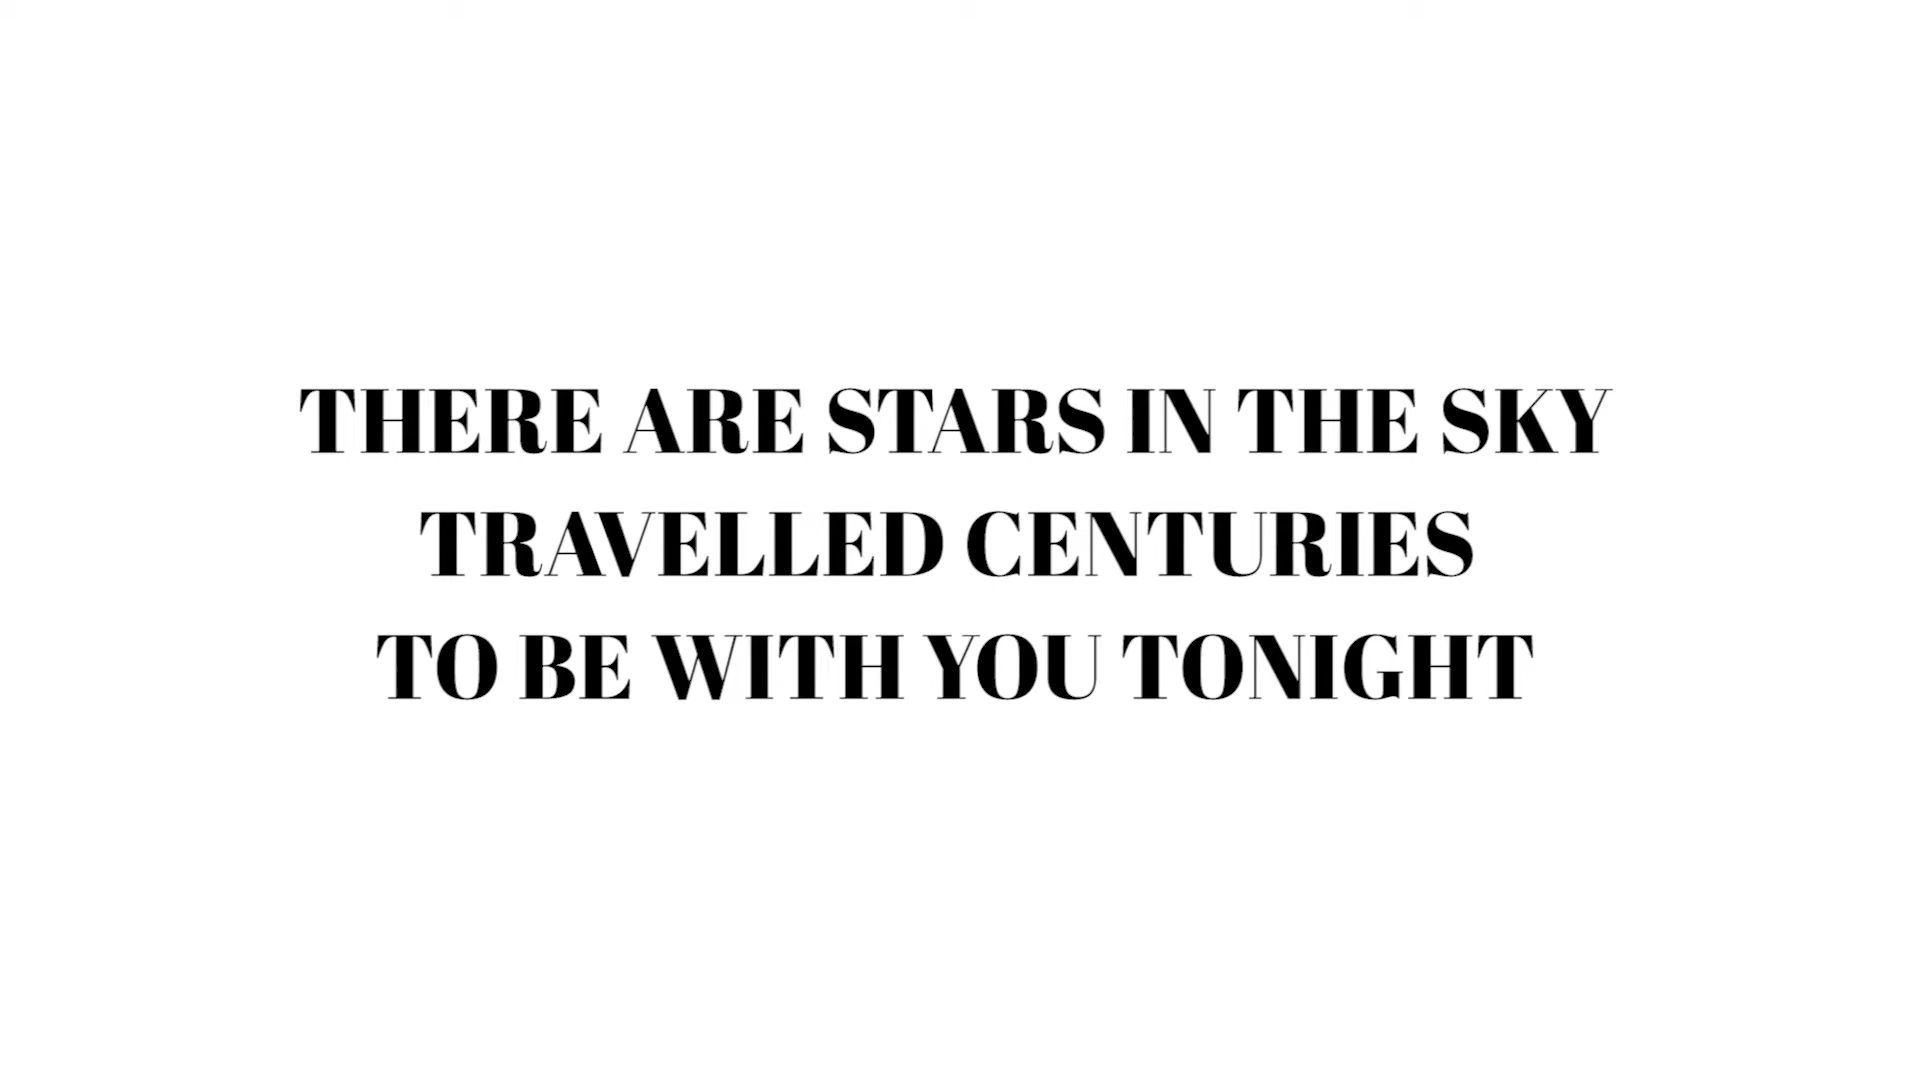 THERE ARE STARS IN THE SKY
TRAVELLED CENTURIES
TO BE WITH YOU TONIGHT